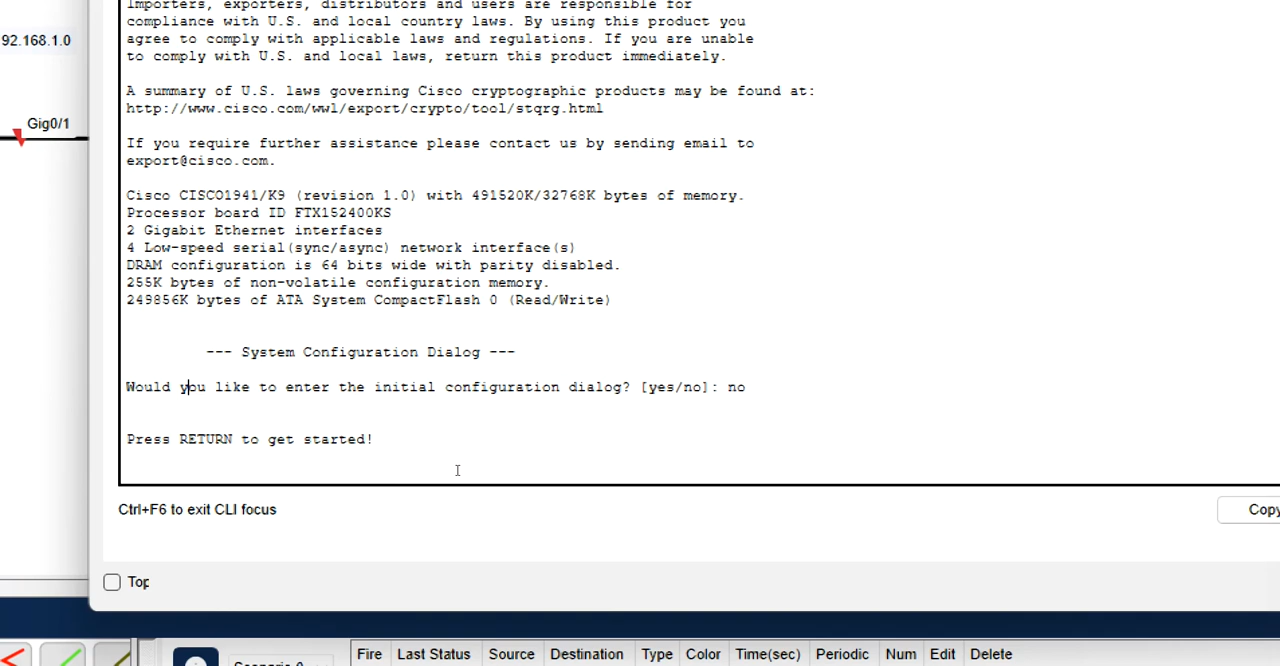 Importers, exporters, distributors and users are responsible for
compliance with U.S. and local country laws. By using this product you
agree to comply with applicable laws and regulations. If you are unable
to comply with U.S. and local laws, return this product immediately.
92.168.1.0
A summary of U.S. laws governing Cisco cryptographic products may be found at:
http://www.cisco.com/wwl/export/crypto/tool/stqrg.html
Gig0/1
If you require further assistance please contact us by sending email to
export@cisco.com.
Cisco CISCO1941/K9 (revision 1.0) with 491520K/32768K bytes of memory.
Processor board ID FTX152400KS
2 Gigabit Ethernet interfaces
4 Low-speed serial(sync/async) network interface(s)
DRAM configuration is 64 bits wide with parity disabled.
255K bytes of non-volatile configuration memory.
249856K bytes of ATA System CompactFlash 0 (Read/Write)
--- System Configuration Dialog ---
Would you like to enter the initial configuration dialog? [yes/no]: no
Press RETURN to get started!
Ctrl+F6 to exit CLI focus
Copy
Top
Scenario 0
Fire Last Status Source Destination Type Color Time(sec) Periodic Num Edit Delete